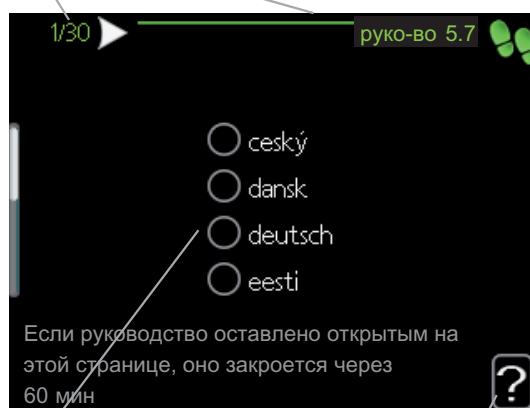 1/30
руко-во 5.7
ceský
dansk
deutsch
eesti
Если руководство оставлено открытым на
этой странице, оно закроется через
60 мин
?